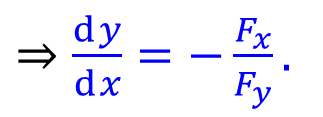 ⇒ dy/dx = − F_x/F_y.